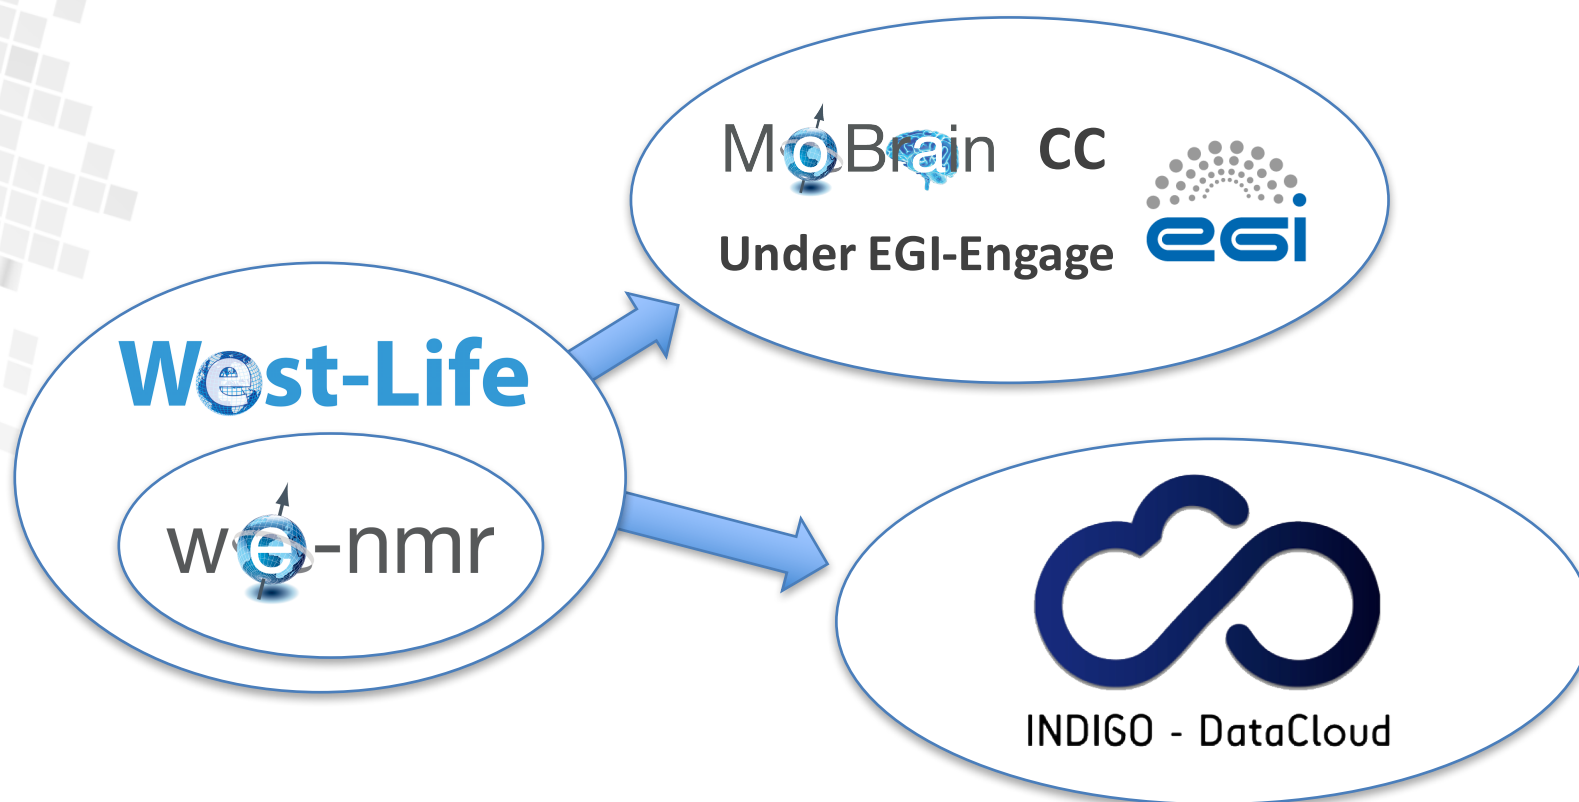 MoBrain CC
egi
Under EGI-Engage
West-Life
we-nmr
INDIGO - DataCloud